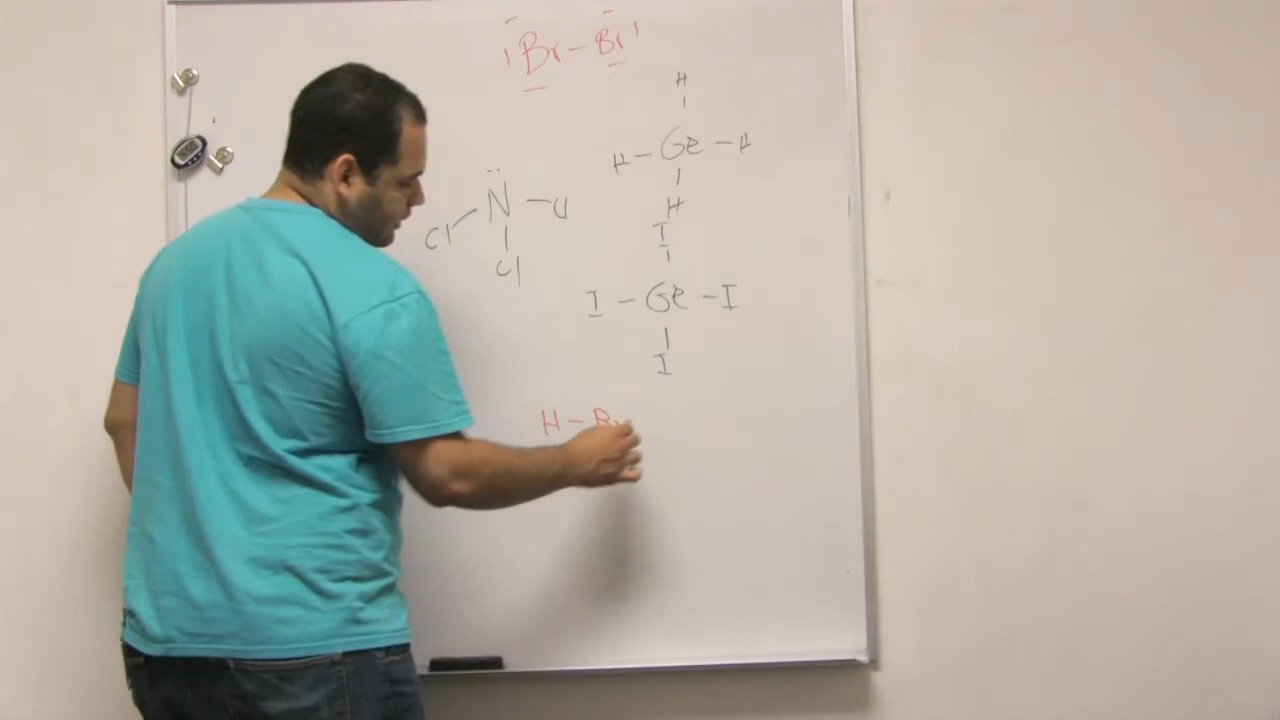 Br - Br
H
H - Ge - H
H
N - Cl
Cl
Cl
I
I - Ge - I
I
H - Br